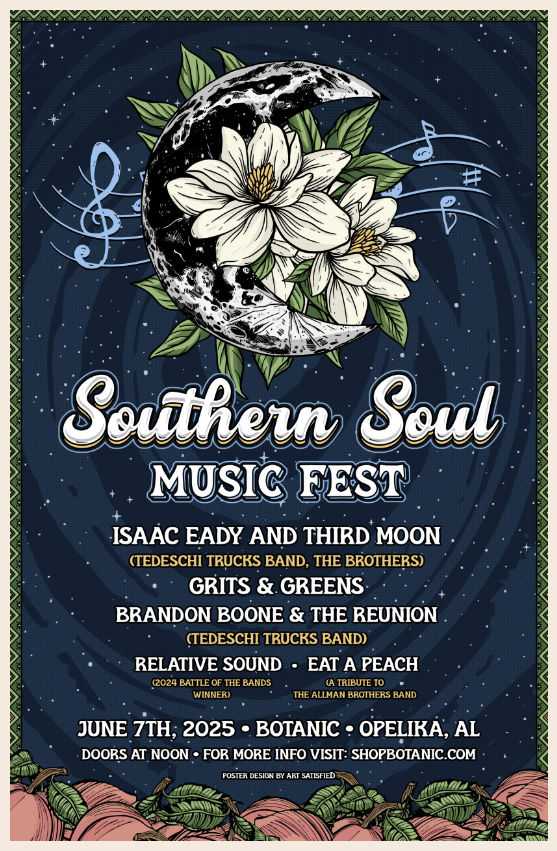 Southern Soul
MUSIC FEST
ISAAC EADY AND THIRD MOON
(TEDESCHI TRUCKS BAND, THE BROTHERS)
GRITS & GREENS
BRANDON BOONE & THE REUNION
(TEDESCHI TRUCKS BAND)
RELATIVE SOUND • EAT A PEACH
(2024 BATTLE OF THE BANDS
WINNER)
(A TRIBUTE TO
THE ALLMAN BROTHERS BAND
JUNE 7TH, 2025 • BOTANIC • OPELIKA, AL
DOORS AT NOON • FOR MORE INFO VISIT: SHOPBOTANIC.COM
POSTER DESIGN BY ART SATISFIED